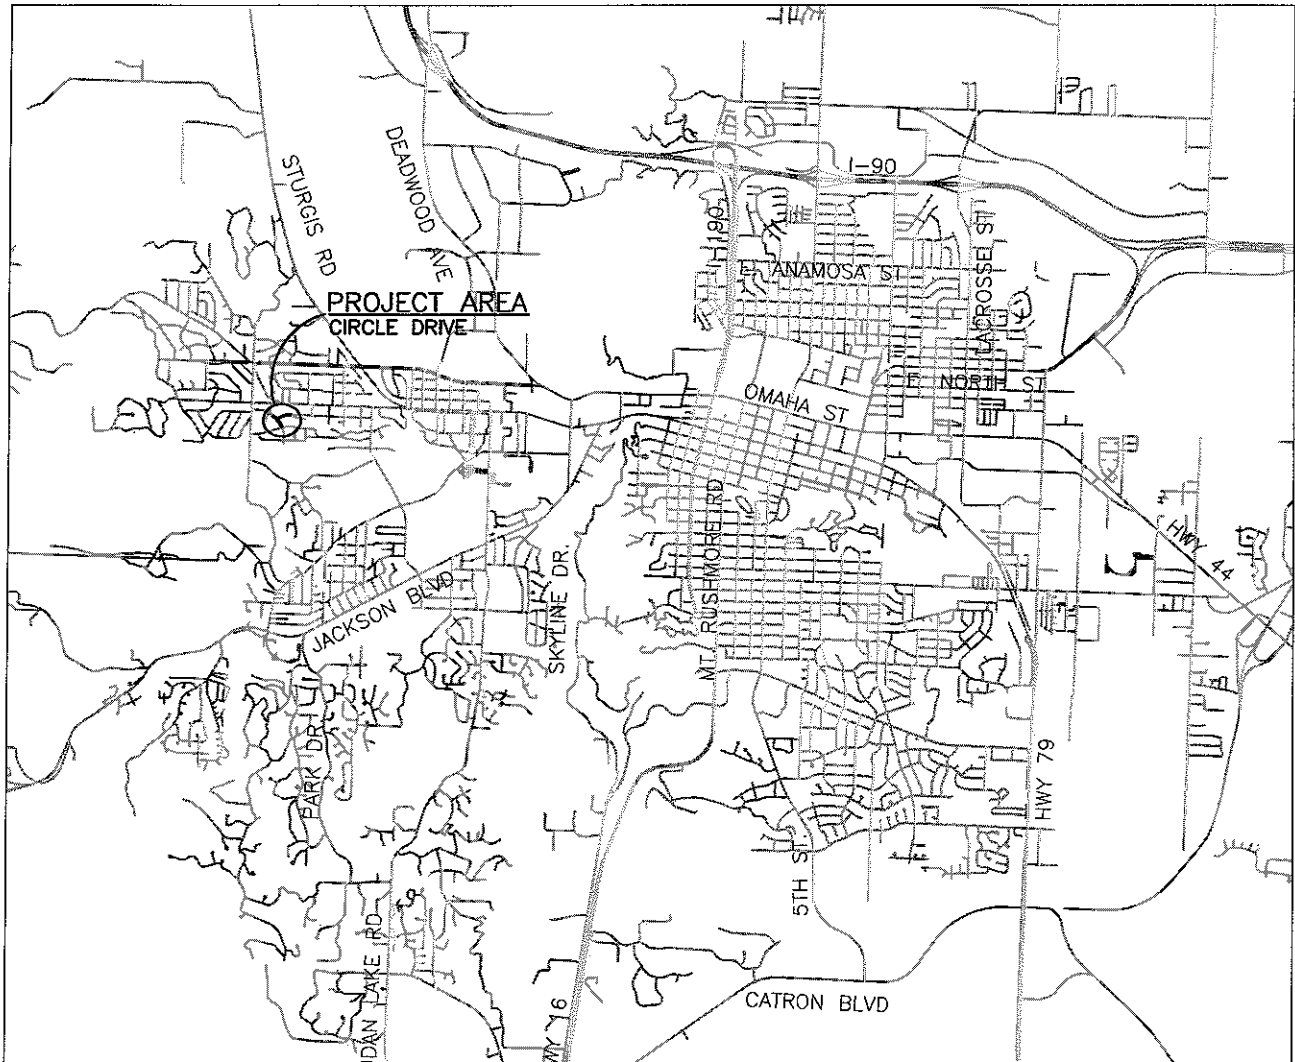 STURGIS RD
DEADWOOD AVE
I-90
I-190
E ANAMOSA ST
LACROSSE ST
PROJECT AREA
CIRCLE DRIVE
E NORTH ST
OMAHA ST
MT. RUSHMORE RD
HWY 44
SKYLINE DR.
JACKSON BLVD
PARK DR
HWY 79
5TH ST.
DAN LAKE RD
WY 16
CATRON BLVD